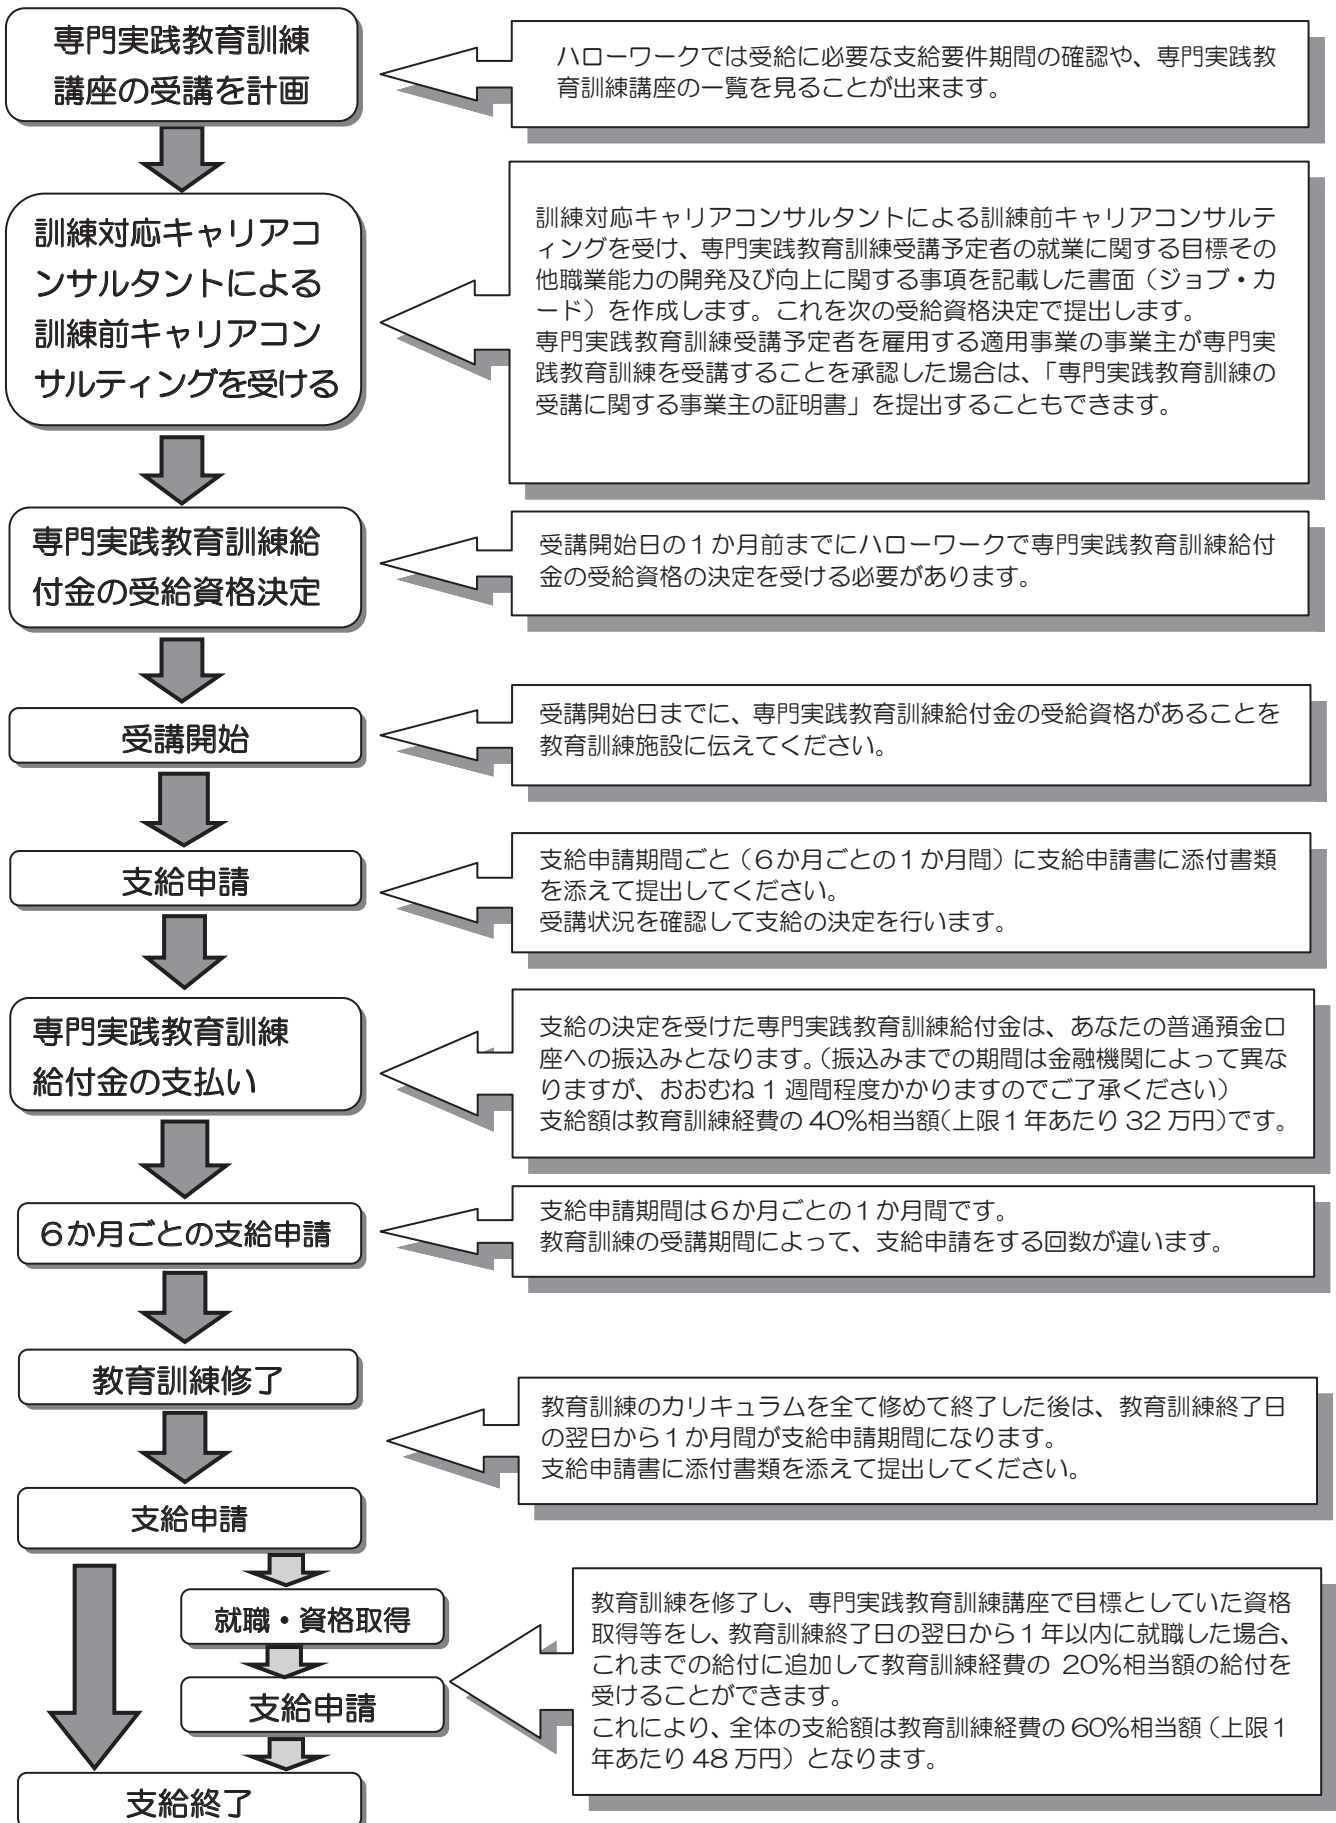 専門実践教育訓練
講座の受講を計画
ハローワークでは受給に必要な支給要件期間の確認や、専門実践教
育訓練講座の一覧を見ることが出来ます。
訓練対応キャリアコ
ンサルタントによる
訓練前キャリアコン
サルティングを受ける
訓練対応キャリアコンサルタントによる訓練前キャリアコンサルテ
ィングを受け、専門実践教育訓練受講予定者の就業に関する目標その
他職業能力の開発及び向上に関する事項を記載した書面（ジョブ・カ
ード）を作成します。これを次の受給資格決定で提出します。
専門実践教育訓練受講予定者を雇用する適用事業の事業主が専門実
践教育訓練を受講することを承認した場合は、「専門実践教育訓練の
受講に関する事業主の証明書」を提出することもできます。
専門実践教育訓練給
付金の受給資格決定
受講開始日の１か月前までにハローワークで専門実践教育訓練給付
金の受給資格の決定を受ける必要があります。
受講開始
受講開始日までに、専門実践教育訓練給付金の受給資格があることを
教育訓練施設に伝えてください。
支給申請
支給申請期間ごと（６か月ごとの１か月間）に支給申請書に添付書類
を添えて提出してください。
受講状況を確認して支給の決定を行います。
専門実践教育訓練
給付金の支払い
支給の決定を受けた専門実践教育訓練給付金は、あなたの普通預金口
座への振込みとなります。（振込みまでの期間は金融機関によって異な
りますが、おおむね 1 週間程度かかりますのでご了承ください）
支給額は教育訓練経費の 40％相当額（上限１年あたり 32 万円）です。
６か月ごとの支給申請
支給申請期間は６か月ごとの１か月間です。
教育訓練の受講期間によって、支給申請をする回数が違います。
教育訓練修了
教育訓練のカリキュラムを全て修めて終了した後は、教育訓練終了日
の翌日から１か月間が支給申請期間になります。
支給申請書に添付書類を添えて提出してください。
支給申請
就職・資格取得
支給申請
教育訓練を修了し、専門実践教育訓練講座で目標としていた資格
取得等をし、教育訓練終了日の翌日から１年以内に就職した場合、
これまでの給付に追加して教育訓練経費の 20％相当額の給付を
受けることができます。
これにより、全体の支給額は教育訓練経費の 60％相当額（上限１
年あたり 48 万円）となります。
支給終了